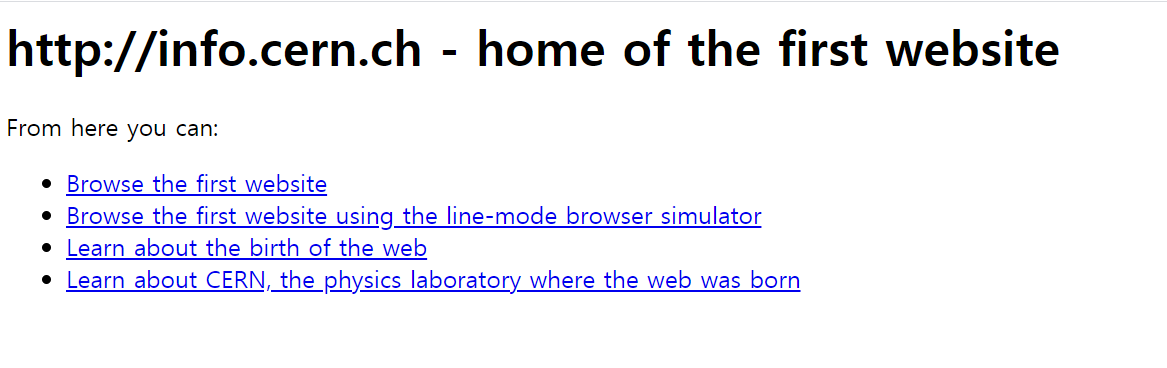 http://info.cern.ch - home of the first website
From here you can:
Browse the first website
Browse the first website using the line-mode browser simulator
Learn about the birth of the web
Learn about CERN, the physics laboratory where the web was born